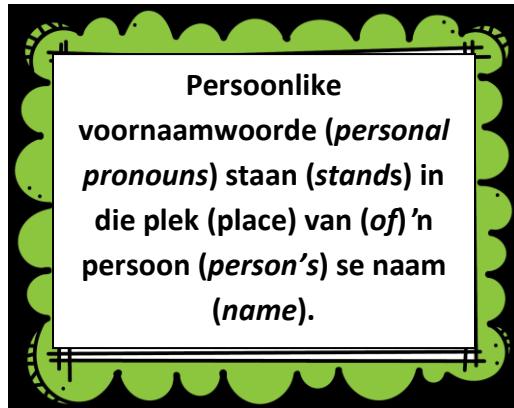 Persoonlike
voornaamwoorde (personal
pronouns) staan (stands) in
die plek (place) van (of) 'n
persoon (person's) se naam
(name).